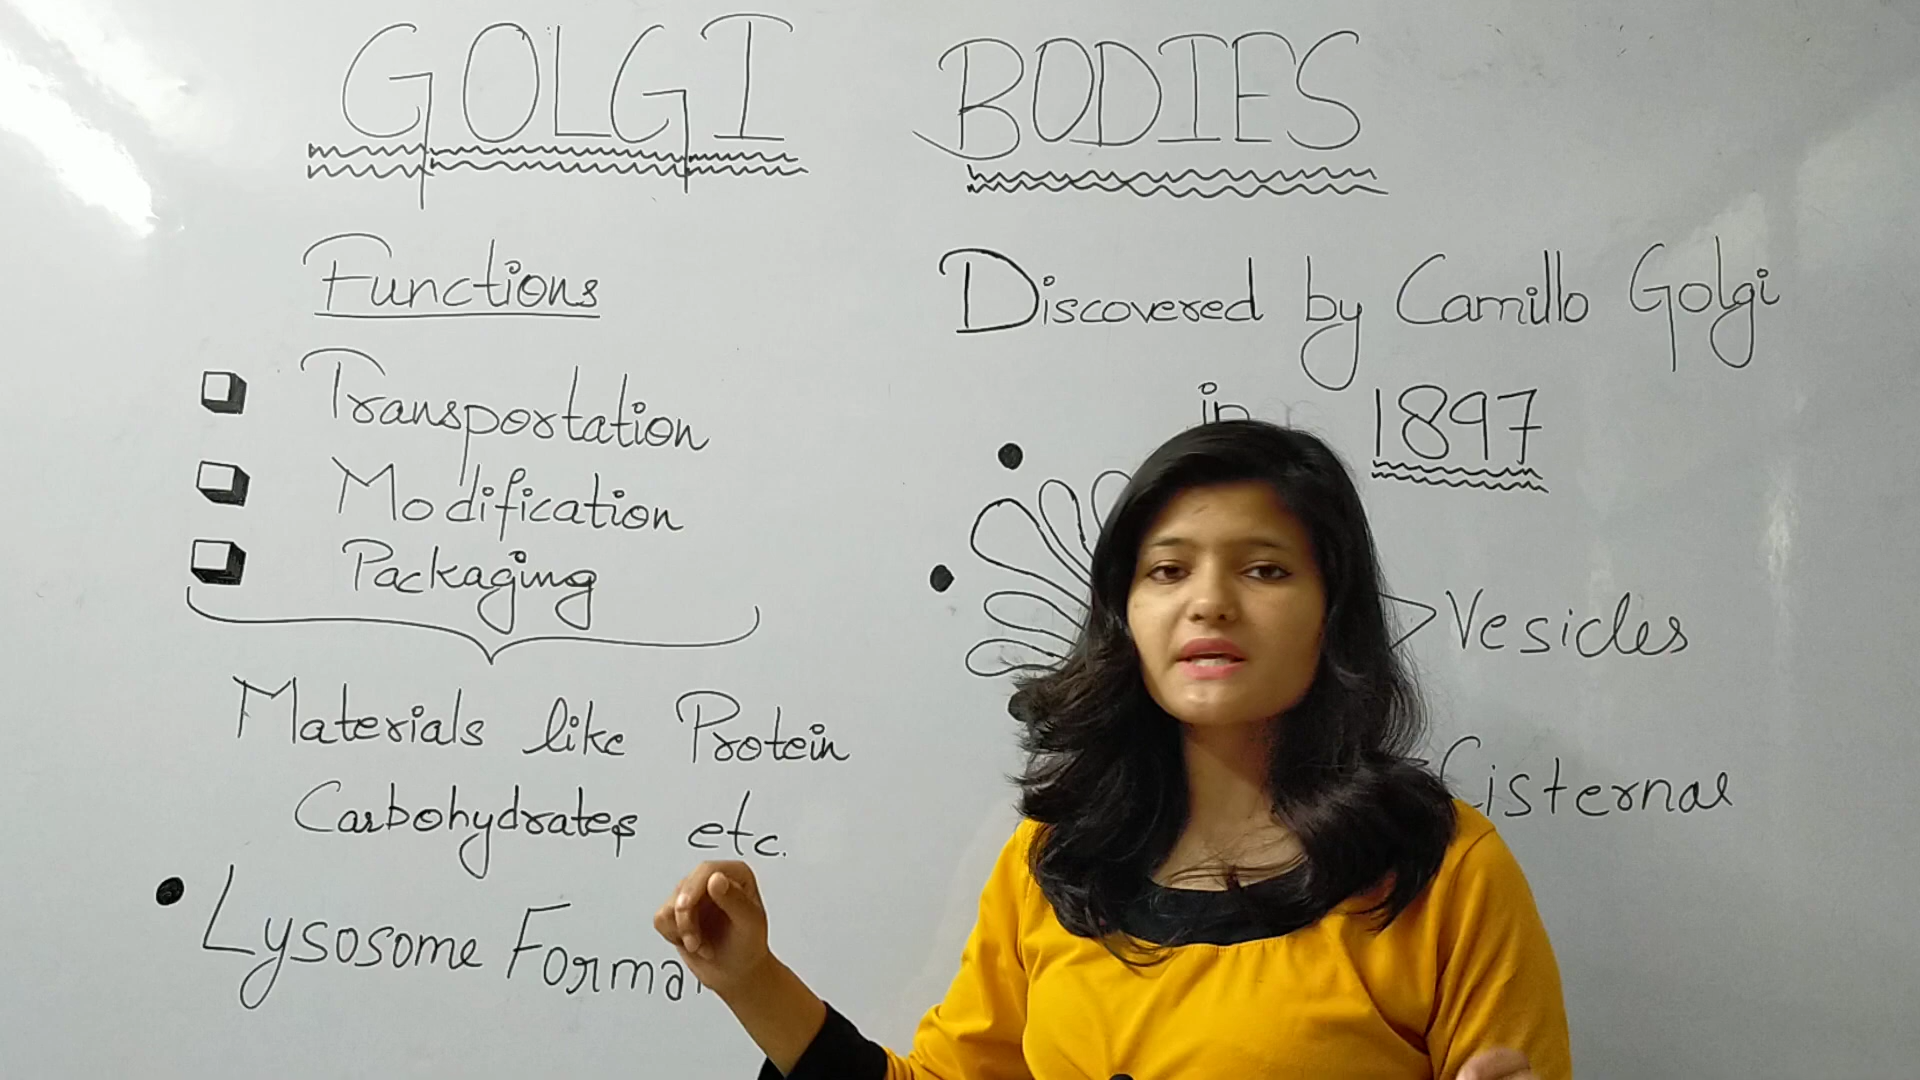 GOLGI BODIES
Functions
Transportation
Modification
Packaging
Materials like Protein
Carbohydrates etc.
Lysosome Forma
Discovered by Camillo Golgi
in 1897
Vesicles
Cisternae